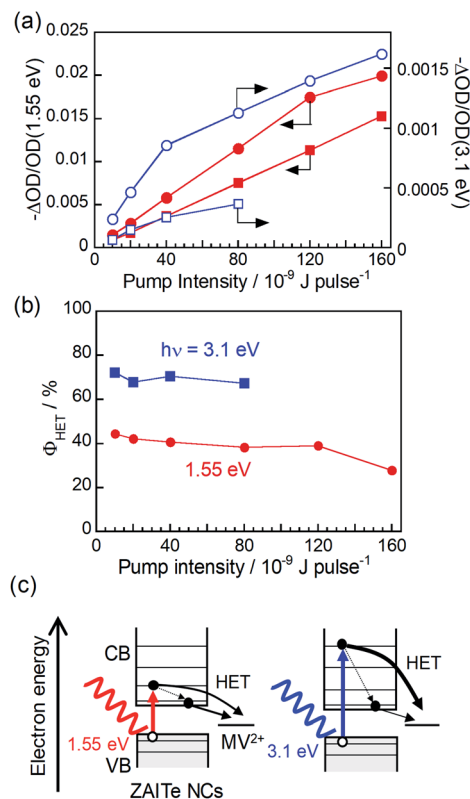 (a)
0.025
0.02
0.015
0.01
0.005
0
-ΔOD/OD(1.55 eV)
0.0015
0.001
0.0005
0
-ΔOD/OD(3.1 eV)
0 40 80 120 160
Pump Intensity / 10⁻⁹ J pulse⁻¹
(b)
100
80
60
40
20
0
Φ_HET / %
hν = 3.1 eV
1.55 eV
0 40 80 120 160
Pump intensity / 10⁻⁹ J pulse⁻¹
(c)
Electron energy
CB
HET
1.55 eV
MV²⁺
VB
ZAITe NCs
HET
3.1 eV